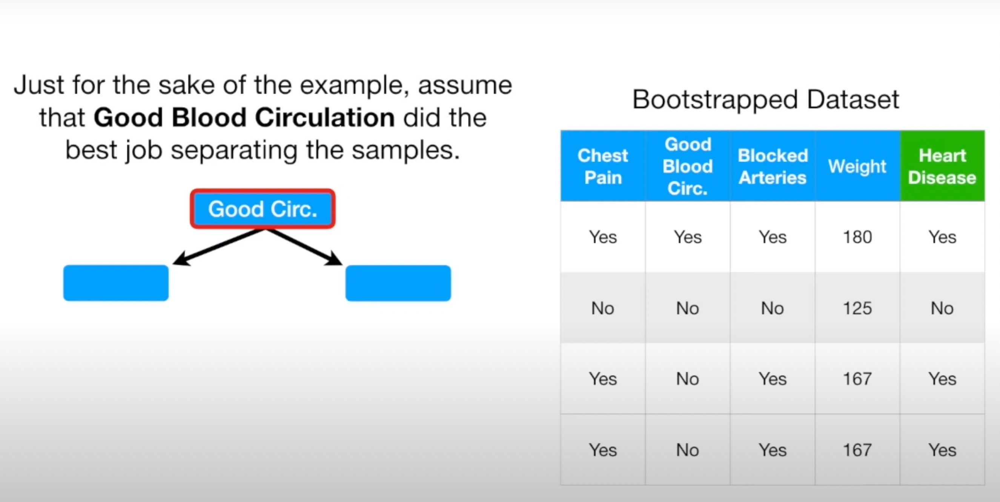 Just for the sake of the example, assume
that Good Blood Circulation did the
best job separating the samples.
Good Circ.
Bootstrapped Dataset
Chest Pain Good Blood Circ. Blocked Arteries Weight Heart Disease
Yes Yes Yes 180 Yes
No No No 125 No
Yes No Yes 167 Yes
Yes No Yes 167 Yes